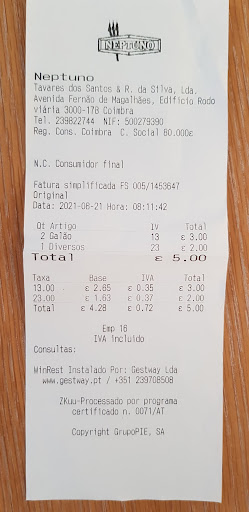 NEPTUNO
Neptuno
Tavares dos Santos & R. da Silva, Lda.
Avenida Fernão de Magalhães, Edifício Rodo
viária 3000-178 Coimbra
Tel. 239822744 NIF: 500279390
Reg. Cons. Coimbra C. Social 80.000€
N.C. Consumidor final
Fatura simplificada FS 005/1453647
Original
Data: 2021-08-21 Hora: 08:11:42
Qt Artigo IV Total
2 Galão 13 € 3.00
1 Diversos 23 € 2.00
Total € 5.00
Taxa Base IVA Total
13.00 € 2.65 € 0.35 € 3.00
23.00 € 1.63 € 0.37 € 2.00
Total € 4.28 € 0.72 € 5.00
Emp 16
IVA incluido
Consultas:
WinRest Instalado Por: Gestway Lda
www.gestway.pt / +351 239708508
ZKuu-Processado por programa
certificado n. 0071/AT
Copyright GrupoPIE, SA